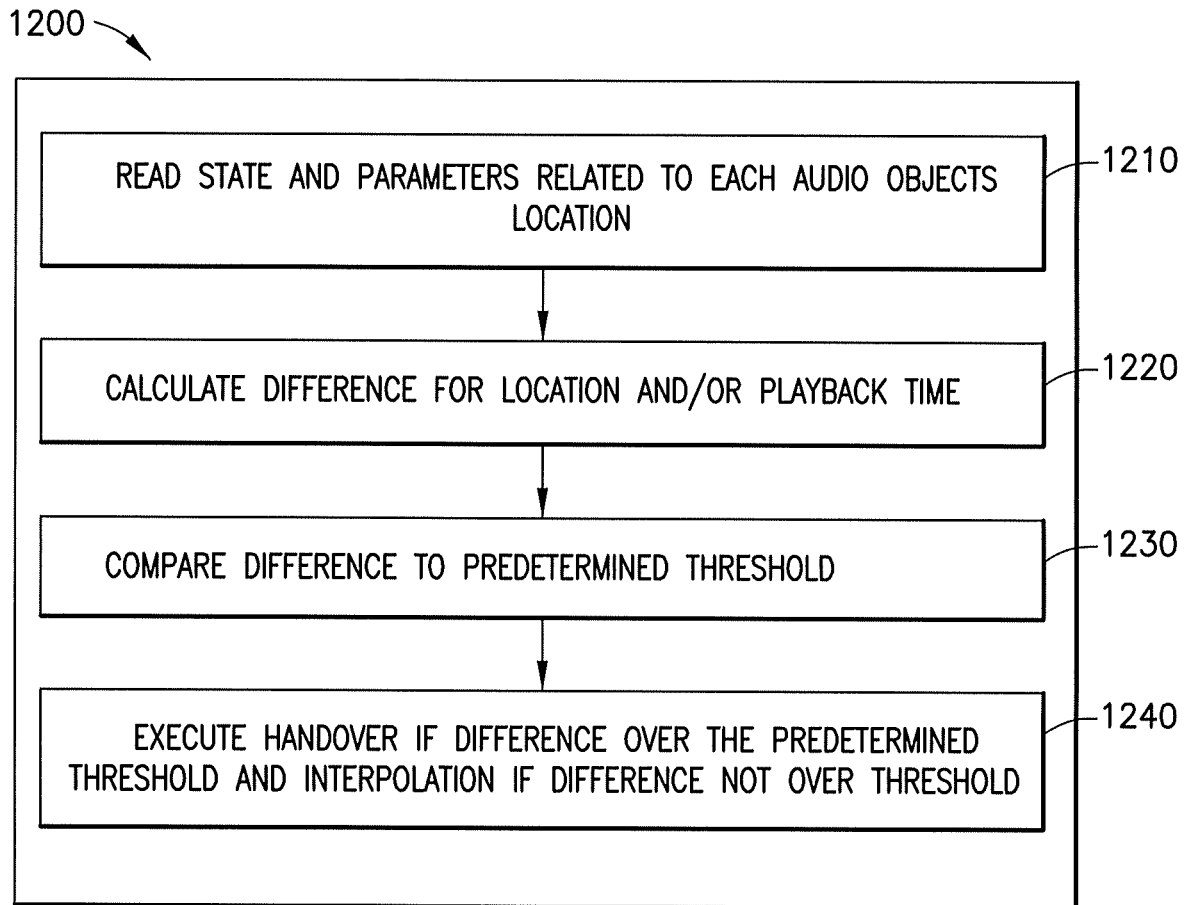 1200
READ STATE AND PARAMETERS RELATED TO EACH AUDIO OBJECTS
LOCATION
1210
CALCULATE DIFFERENCE FOR LOCATION AND/OR PLAYBACK TIME
1220
COMPARE DIFFERENCE TO PREDETERMINED THRESHOLD
1230
EXECUTE HANDOVER IF DIFFERENCE OVER THE PREDETERMINED
THRESHOLD AND INTERPOLATION IF DIFFERENCE NOT OVER THRESHOLD
1240